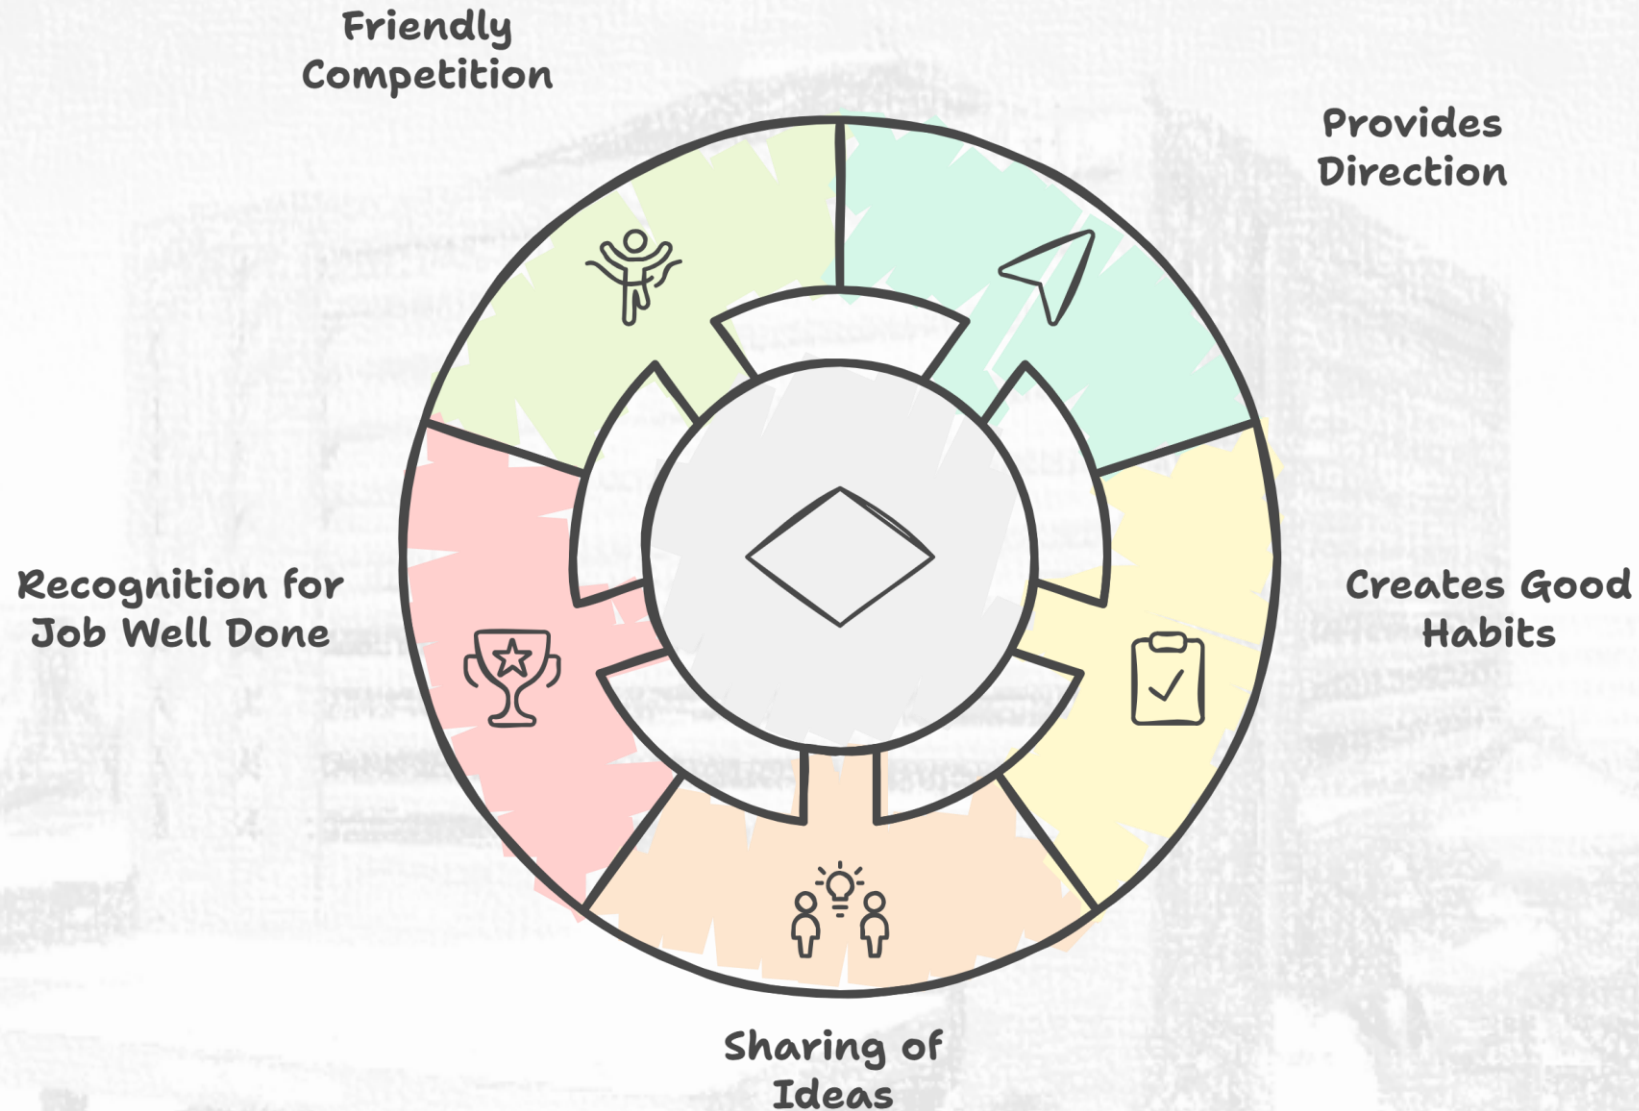 Friendly
Competition
Provides
Direction
Creates Good
Habits
Sharing of
Ideas
Recognition for
Job Well Done